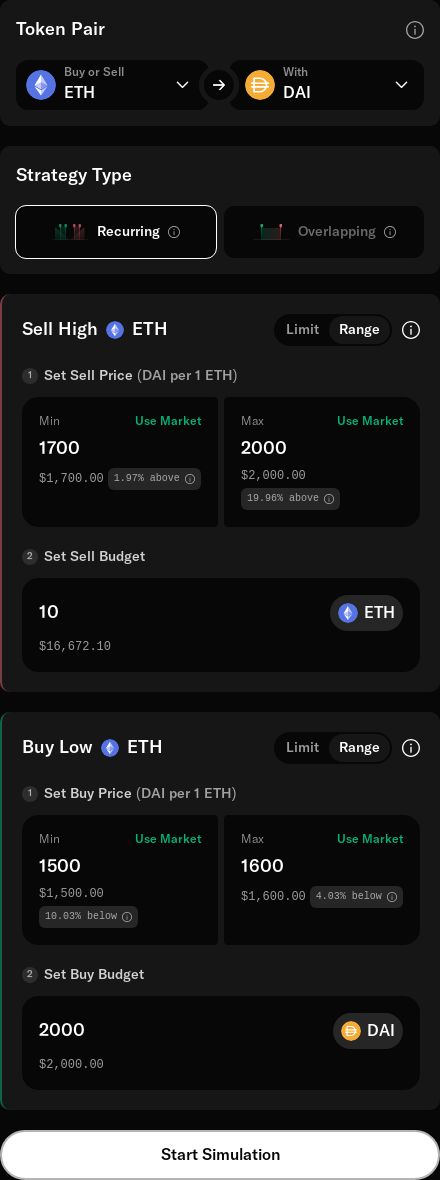 Token Pair
Buy or Sell
ETH
With
DAI
Strategy Type
Recurring
Overlapping
Sell High ETH
Limit Range
1 Set Sell Price (DAI per 1 ETH)
Min Use Market
1700
$1,700.00 1.97% above
Max Use Market
2000
$2,000.00
19.96% above
2 Set Sell Budget
10 ETH
$16,672.10
Buy Low ETH
Limit Range
1 Set Buy Price (DAI per 1 ETH)
Min Use Market
1500
$1,500.00
10.03% below
Max Use Market
1600
$1,600.00 4.03% below
2 Set Buy Budget
2000 DAI
$2,000.00
Start Simulation